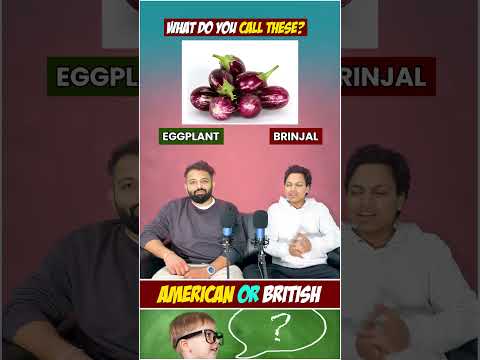 WHAT DO YOU CALL THESE?
EGGPLANT
BRINJAL
EGGPLANT
BRINJAL
AMERICAN OR BRITISH
?